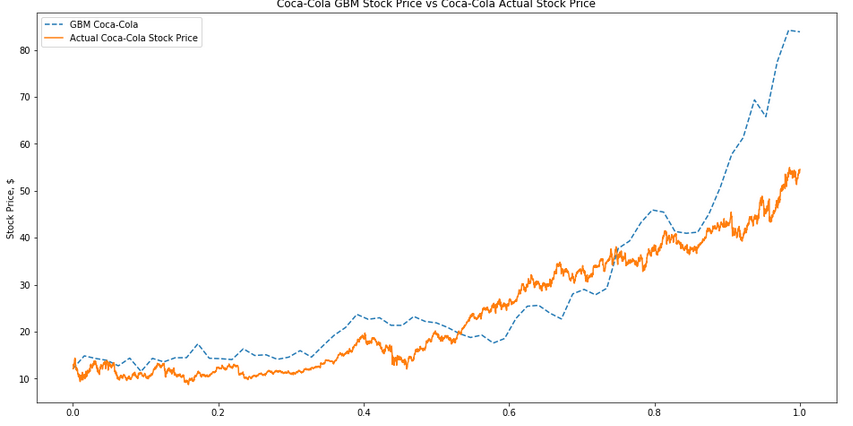 Coca-Cola GBM Stock Price vs Coca-Cola Actual Stock Price
GBM Coca-Cola
Actual Coca-Cola Stock Price
Stock Price, $
80
70
60
50
40
30
20
10
0.0 0.2 0.4 0.6 0.8 1.0